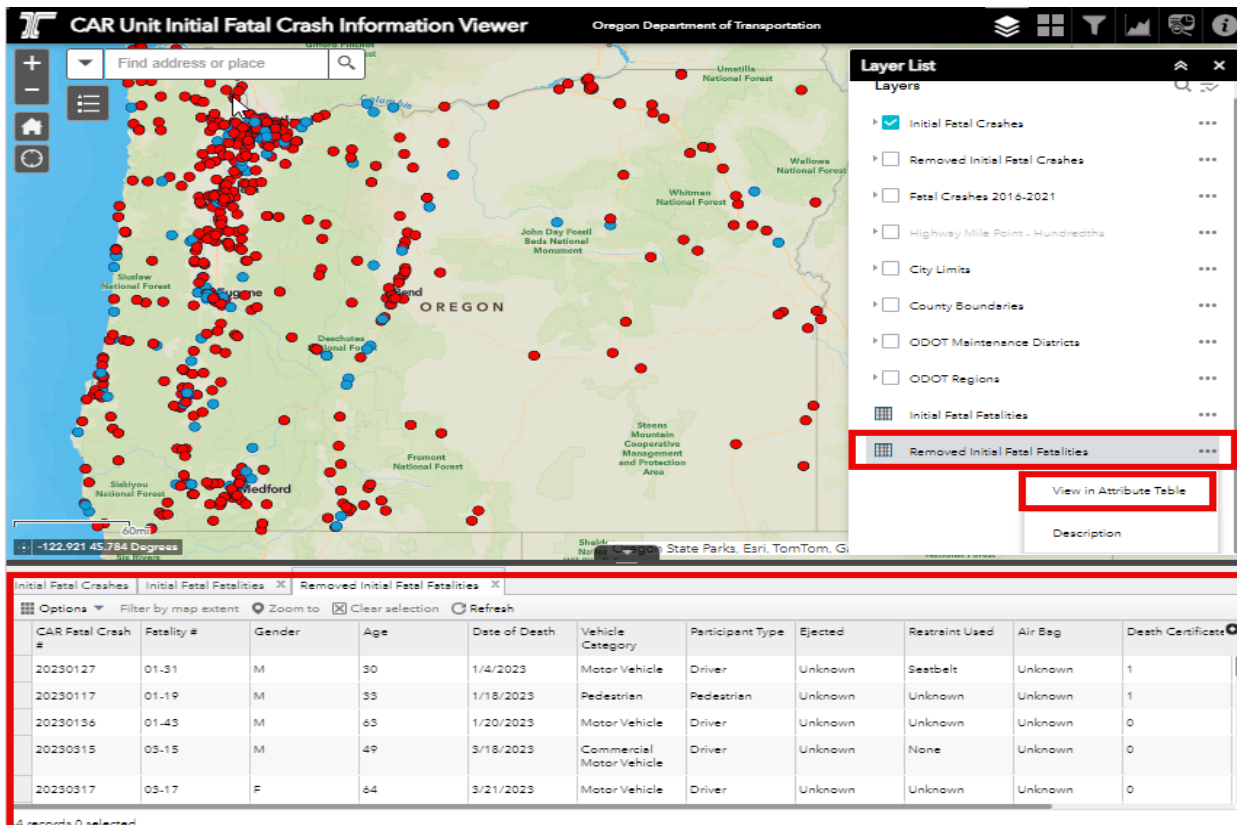 CAR Unit Initial Fatal Crash Information Viewer
Oregon Department of Transportation
Find address or place
Layer List
Layers
Initial Fatal Crashes
Removed Initial Fatal Crashes
Fatal Crashes 2016-2021
Highway Mile Point - Hundredths
City Limits
County Boundaries
ODOT Maintenance Districts
ODOT Regions
Initial Fatal Fatalities
Removed Initial Fatal Fatalities
View in Attribute Table
Description
Umatilla
National Forest
Columbia
Wallowa
National Forest
Whitman
National Forest
John Day Fossil
Beds National
Monument
Siuslaw
National Forest
OREGON
Deschutes
Steens
Mountain
Cooperative
Management
and Protection
Area
Fremont
National Forest
Siskiyou
National Forest
Medford
60mi
-122.921 45.784 Degrees
State Parks, Esri, TomTom,
Initial Fatal Crashes
Initial Fatal Fatalities
Removed Initial Fatal Fatalities
Options Filter by map extent Zoom to Clear selection Refresh
CAR Fatal Crash # Fatality # Gender Age Date of Death Vehicle Category Participant Type Ejected Restraint Used Air Bag Death Certificate
20230127 01-31 M 30 1/4/2023 Motor Vehicle Driver Unknown Seatbelt Unknown 1
20230117 01-19 M 33 1/18/2023 Pedestrian Pedestrian Unknown Unknown Unknown 1
20230136 01-43 M 63 1/20/2023 Motor Vehicle Driver Unknown Unknown Unknown 0
20230315 03-15 M 49 3/18/2023 Commercial Motor Vehicle Driver Unknown None Unknown 0
20230317 03-17 F 64 3/21/2023 Motor Vehicle Driver Unknown Unknown Unknown 0
4 records 0 selected